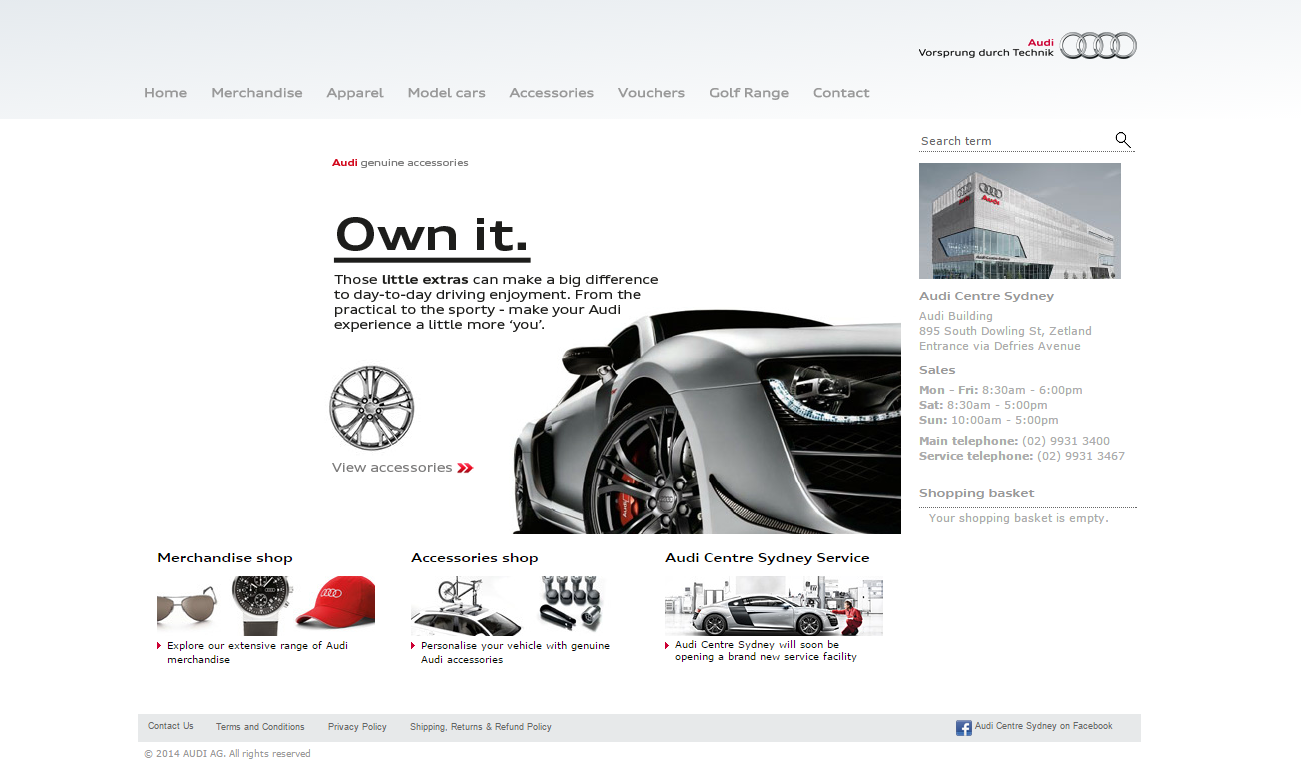 Audi
Vorsprung durch Technik
Home Merchandise Apparel Model cars Accessories Vouchers Golf Range Contact
Search term
Audi genuine accessories
Own it.
Those little extras can make a big difference
to day-to-day driving enjoyment. From the
practical to the sporty - make your Audi
experience a little more ‘you’.
View accessories
Audi
Audi
Audi Centre Sydney
Audi Centre Sydney
Audi Building
895 South Dowling St, Zetland
Entrance via Defries Avenue
Sales
Mon - Fri: 8:30am - 6:00pm
Sat: 8:30am - 5:00pm
Sun: 10:00am - 5:00pm
Main telephone: (02) 9931 3400
Service telephone: (02) 9931 3467
Shopping basket
Your shopping basket is empty.
Merchandise shop
Explore our extensive range of Audi
merchandise
Accessories shop
Personalise your vehicle with genuine
Audi accessories
Audi Centre Sydney Service
Audi Centre Sydney will soon be
opening a brand new service facility
Contact Us Terms and Conditions Privacy Policy Shipping, Returns & Refund Policy Audi Centre Sydney on Facebook
© 2014 AUDI AG. All rights reserved